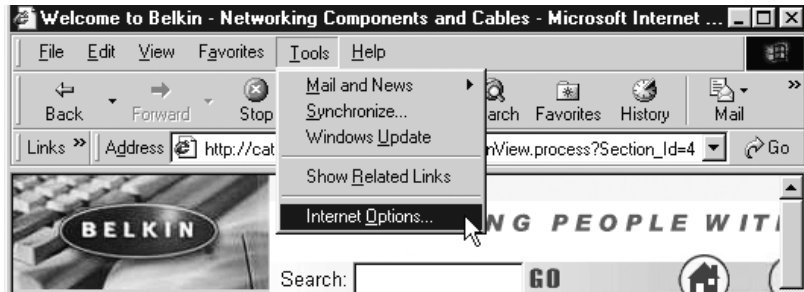 Welcome to Belkin - Networking Components and Cables - Microsoft Internet ...
File Edit View Favorites Tools Help
Back Forward Stop arch Favorites History Mail »
Links » Address http://cat nView.process?Section_Id=4 Go
Mail and News
Synchronize...
Windows Update
Show Related Links
Internet Options...
BELKIN
NG PEOPLE WIT
Search: GO